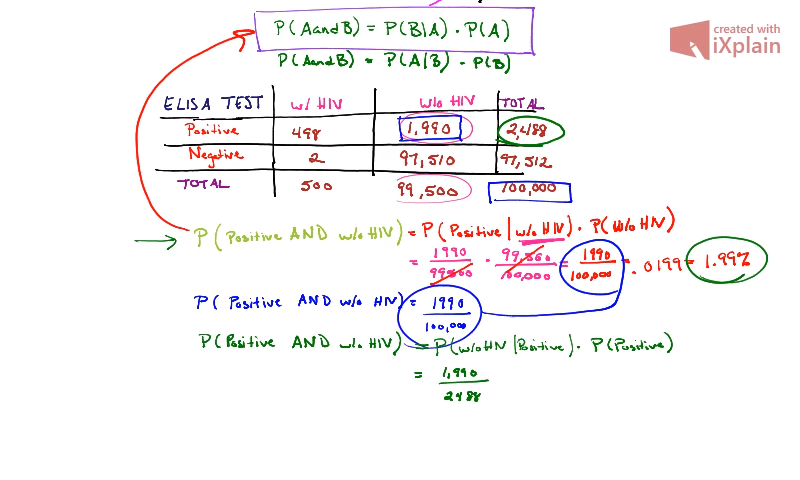 P(A and B) = P(B|A) · P(A)
created with
iXplain
P(A and B) = P(A|B) · P(B)
ELISA TEST w/ HIV w/o HIV TOTAL
Positive 498 1,990 2,488
Negative 2 97,510 97,512
TOTAL 500 99,500 100,000
P(Positive AND w/o HIV) = P(Positive | w/o HIV) · P(w/o HIV)
= 1990/99500 · 99,500/100,000 = 1990/100,000 = .0199 = 1.99%
P(Positive AND w/o HIV) = 1990/100,000
P(Positive AND w/o HIV) = P(w/o HIV | Positive) · P(Positive)
= 1,990/2488